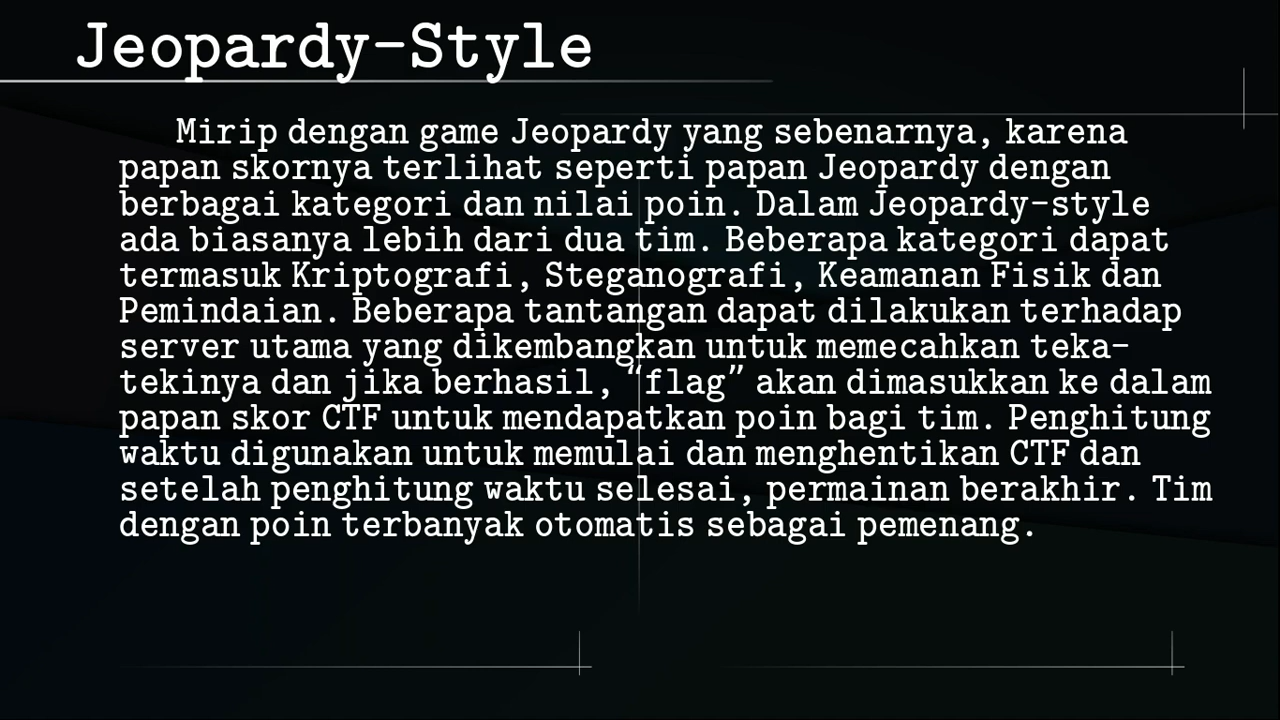 Jeopardy-Style
Mirip dengan game Jeopardy yang sebenarnya, karena
papan skornya terlihat seperti papan Jeopardy dengan
berbagai kategori dan nilai poin. Dalam Jeopardy-style
ada biasanya lebih dari dua tim. Beberapa kategori dapat
termasuk Kriptografi, Steganografi, Keamanan Fisik dan
Pemindaian. Beberapa tantangan dapat dilakukan terhadap
server utama yang dikembangkan untuk memecahkan teka-
tekinya dan jika berhasil, “flag” akan dimasukkan ke dalam
papan skor CTF untuk mendapatkan poin bagi tim. Penghitung
waktu digunakan untuk memulai dan menghentikan CTF dan
setelah penghitung waktu selesai, permainan berakhir. Tim
dengan poin terbanyak otomatis sebagai pemenang.